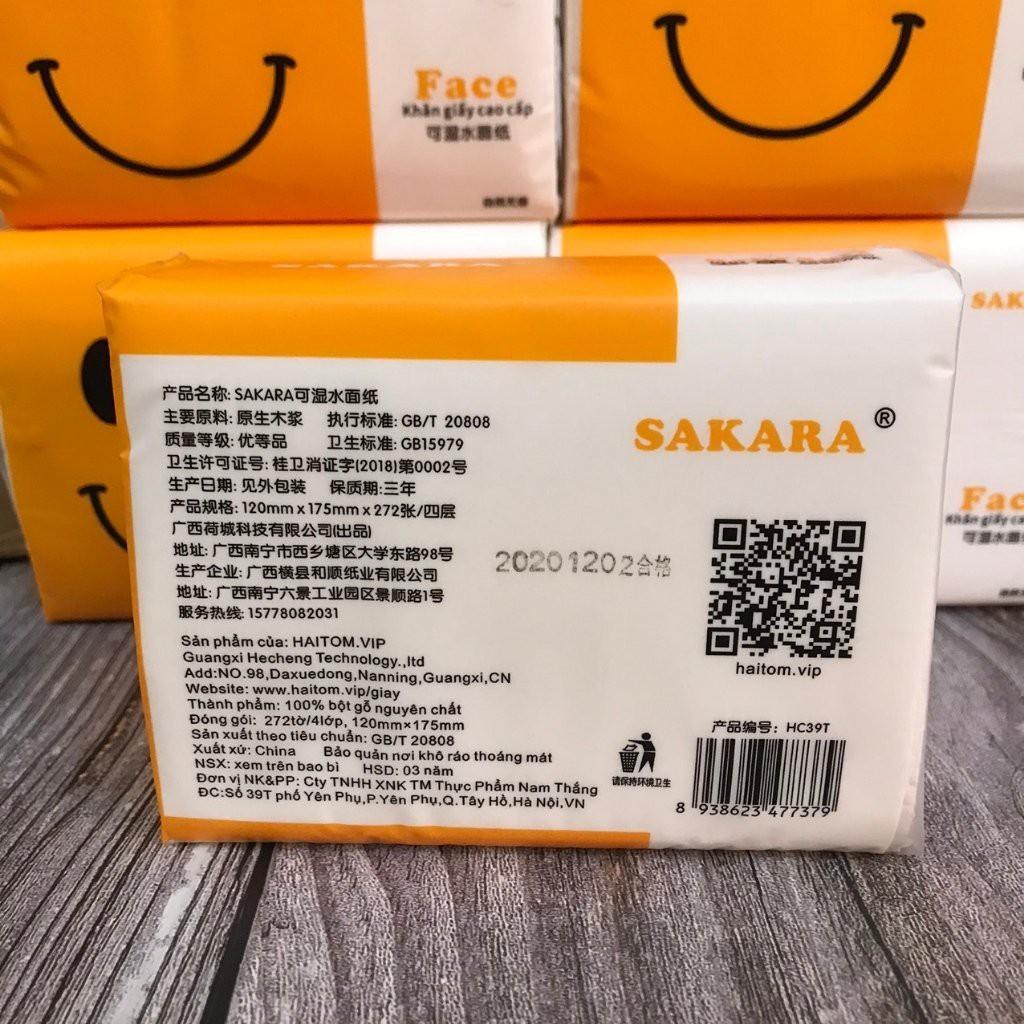 Face
Khăn giấy cao cấp
可湿水面纸
SAKARA
产品名称: SAKARA可湿水面纸
主要原料: 原生木浆 执行标准: GB/T 20808
质量等级: 优等品 卫生标准: GB15979
卫生许可证号: 桂卫消证字(2018)第0002号
生产日期: 见外包装 保质期:三年
产品规格: 120mm x 175mm x 272张/四层
广西荷城科技有限公司(出品)
地址: 广西南宁市西乡塘区大学东路98号
生产企业: 广西横县和顺纸业有限公司
地址: 广西南宁六景工业园区景顺路1号
服务热线: 15778082031
Sản phẩm của: HAITOM.VIP
Guangxi Hecheng Technology.,ltd
Add:NO.98,Daxuedong,Nanning,Guangxi,CN
Website: www.haitom.vip/giay
Thành phẩm: 100% bột gỗ nguyên chất
Đóng gói: 272tờ/4lớp, 120mm×175mm
Sản xuất theo tiêu chuẩn: GB/T 20808
Xuất xứ: China Bảo quản nơi khô ráo thoáng mát
NSX: xem trên bao bì HSD: 03 năm
Đơn vị NK&PP: Cty TNHH XNK TM Thực Phẩm Nam Thắng
ĐC:Số 39T phố Yên Phụ,P.Yên Phụ,Q.Tây Hồ,Hà Nội,VN
SAKARA®
20201202合格
haitom.vip
请保持环境卫生
产品编号: HC39T
8 938623 477379
SAK
Fac
Khăn giấy ca
可湿水面